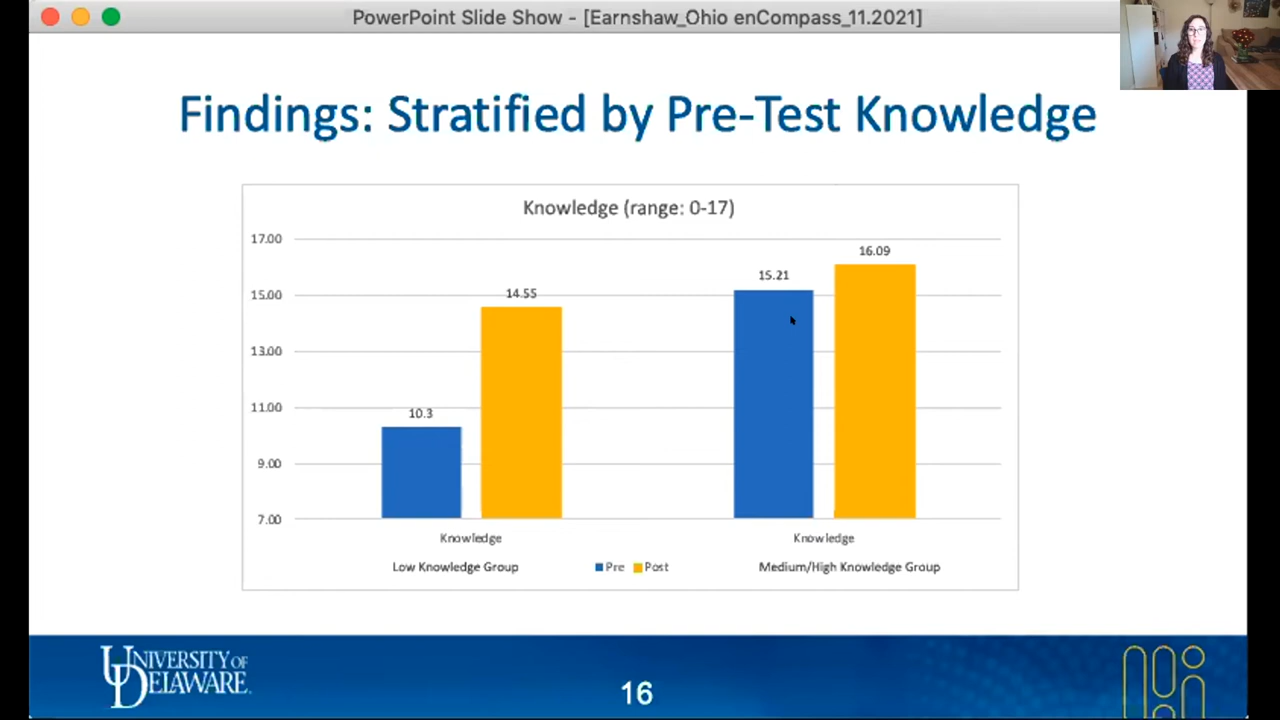 PowerPoint Slide Show - [Earnshaw_Ohio enCompass_11.2021]
Findings: Stratified by Pre-Test Knowledge
Knowledge (range: 0-17)
17.00
15.00
13.00
11.00
9.00
7.00
10.3
14.55
15.21
16.09
Knowledge
Knowledge
Low Knowledge Group
Pre
Post
Medium/High Knowledge Group
UNIVERSITY OF
DELAWARE.
16